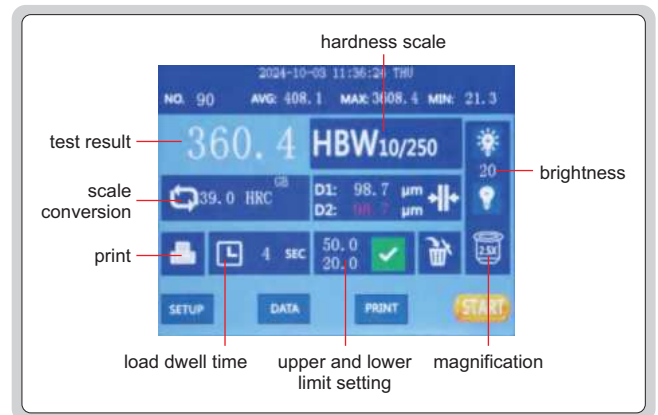 hardness scale
2024-10-03 11:36:26 THU
NO. 90 AVG: 408.1 MAX: 3608.4 MIN: 21.3
test result
360.4 HBW10/250
brightness
20
scale conversion
39.0 HRC GB
D1: 98.7 µm
D2: 98.7 µm
print
4 SEC
50.0
20.0
2.5X
SETUP DATA PRINT START
load dwell time
upper and lower
limit setting
magnification